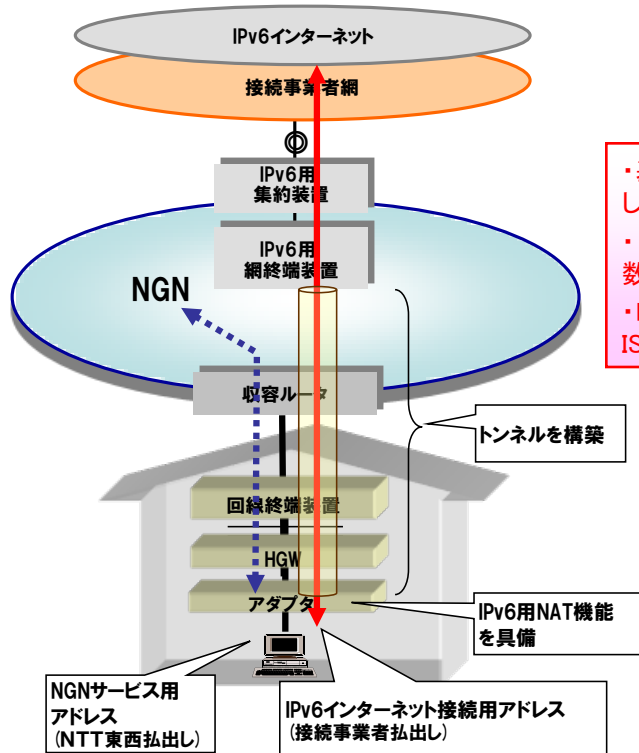 IPv6インターネット
接続事業者網
IPv6用
集約装置
IPv6用
網終端装置
NGN
し
・
数
・
IS
収容ルータ
トンネルを構築
回線終端装置
HGW
アダプタ
IPv6用NAT機能
を具備
NGNサービス用
アドレス
(NTT東西払出し)
IPv6インターネット接続用アドレス
(接続事業者払出し)